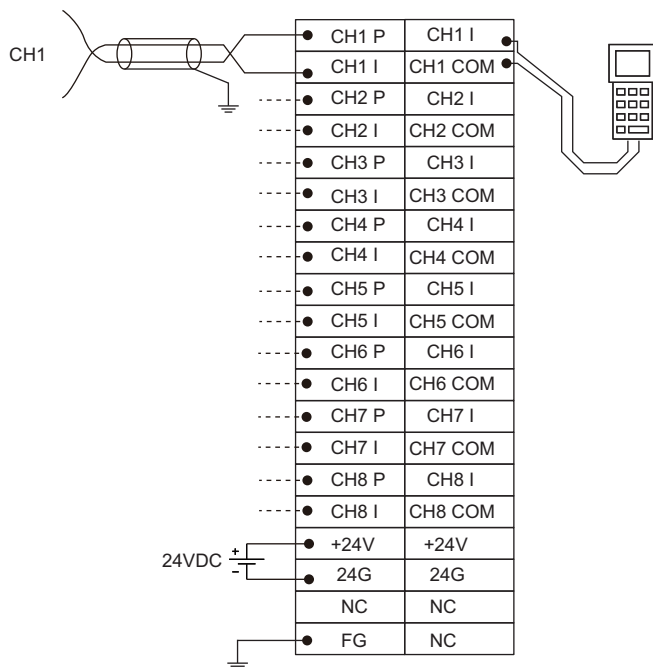 CH1
CH1 P CH1 I
CH1 I CH1 COM
CH2 P CH2 I
CH2 I CH2 COM
CH3 P CH3 I
CH3 I CH3 COM
CH4 P CH4 I
CH4 I CH4 COM
CH5 P CH5 I
CH5 I CH5 COM
CH6 P CH6 I
CH6 I CH6 COM
CH7 P CH7 I
CH7 I CH7 COM
CH8 P CH8 I
CH8 I CH8 COM
+24V +24V
24VDC + -
24G 24G
NC NC
FG NC